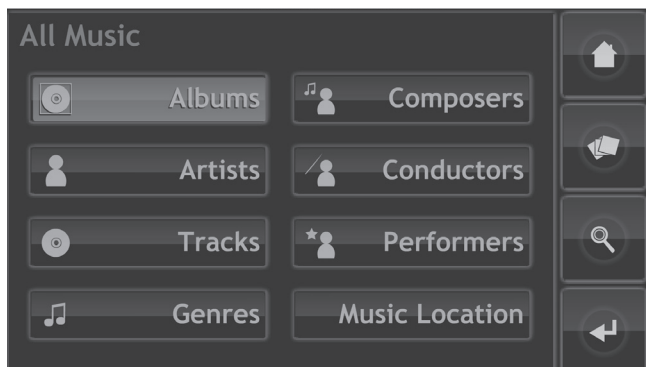 All Music
Albums
Composers
Artists
Conductors
Tracks
Performers
Genres
Music Location